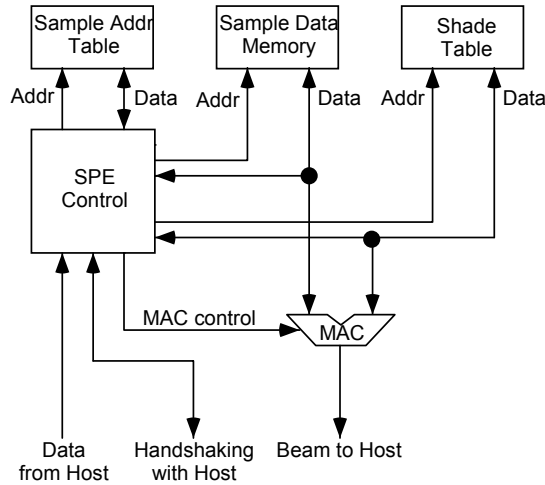 Sample Addr
Table
Sample Data
Memory
Shade
Table
Addr
Data
Addr
Data
Addr
Data
SPE
Control
MAC control
MAC
Data
from Host
Handshaking
with Host
Beam to Host